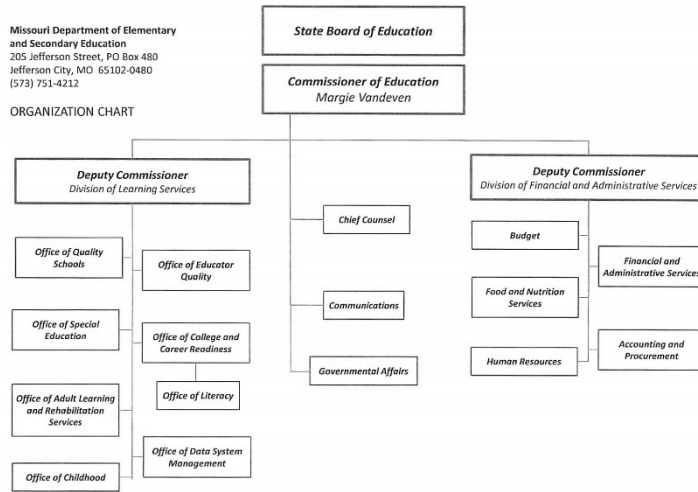 Missouri Department of Elementary
and Secondary Education
205 Jefferson Street, PO Box 480
Jefferson City, MO 65102-0480
(573) 751-4212
ORGANIZATION CHART
State Board of Education
Commissioner of Education
Margie Vandeven
Deputy Commissioner
Division of Learning Services
Office of Quality
Schools
Office of Educator
Quality
Office of Special
Education
Office of College and
Career Readiness
Office of Literacy
Office of Adult Learning
and Rehabilitation
Services
Office of Data System
Management
Office of Childhood
Chief Counsel
Communications
Governmental Affairs
Deputy Commissioner
Division of Financial and Administrative Services
Budget
Financial and
Administrative Services
Food and Nutrition
Services
Accounting and
Procurement
Human Resources